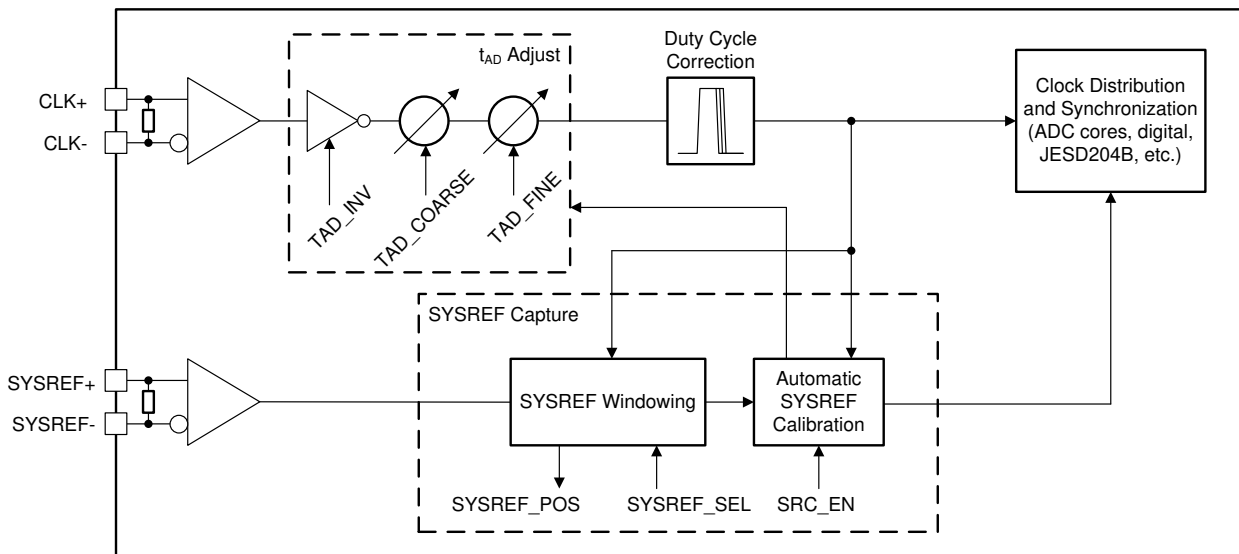 t_AD Adjust
Duty Cycle
Correction
Clock Distribution
and Synchronization
(ADC cores, digital,
JESD204B, etc.)
CLK+
CLK-
TAD_INV
TAD_COARSE
TAD_FINE
SYSREF Capture
SYSREF+
SYSREF-
SYSREF Windowing
Automatic
SYSREF
Calibration
SYSREF_POS
SYSREF_SEL
SRC_EN